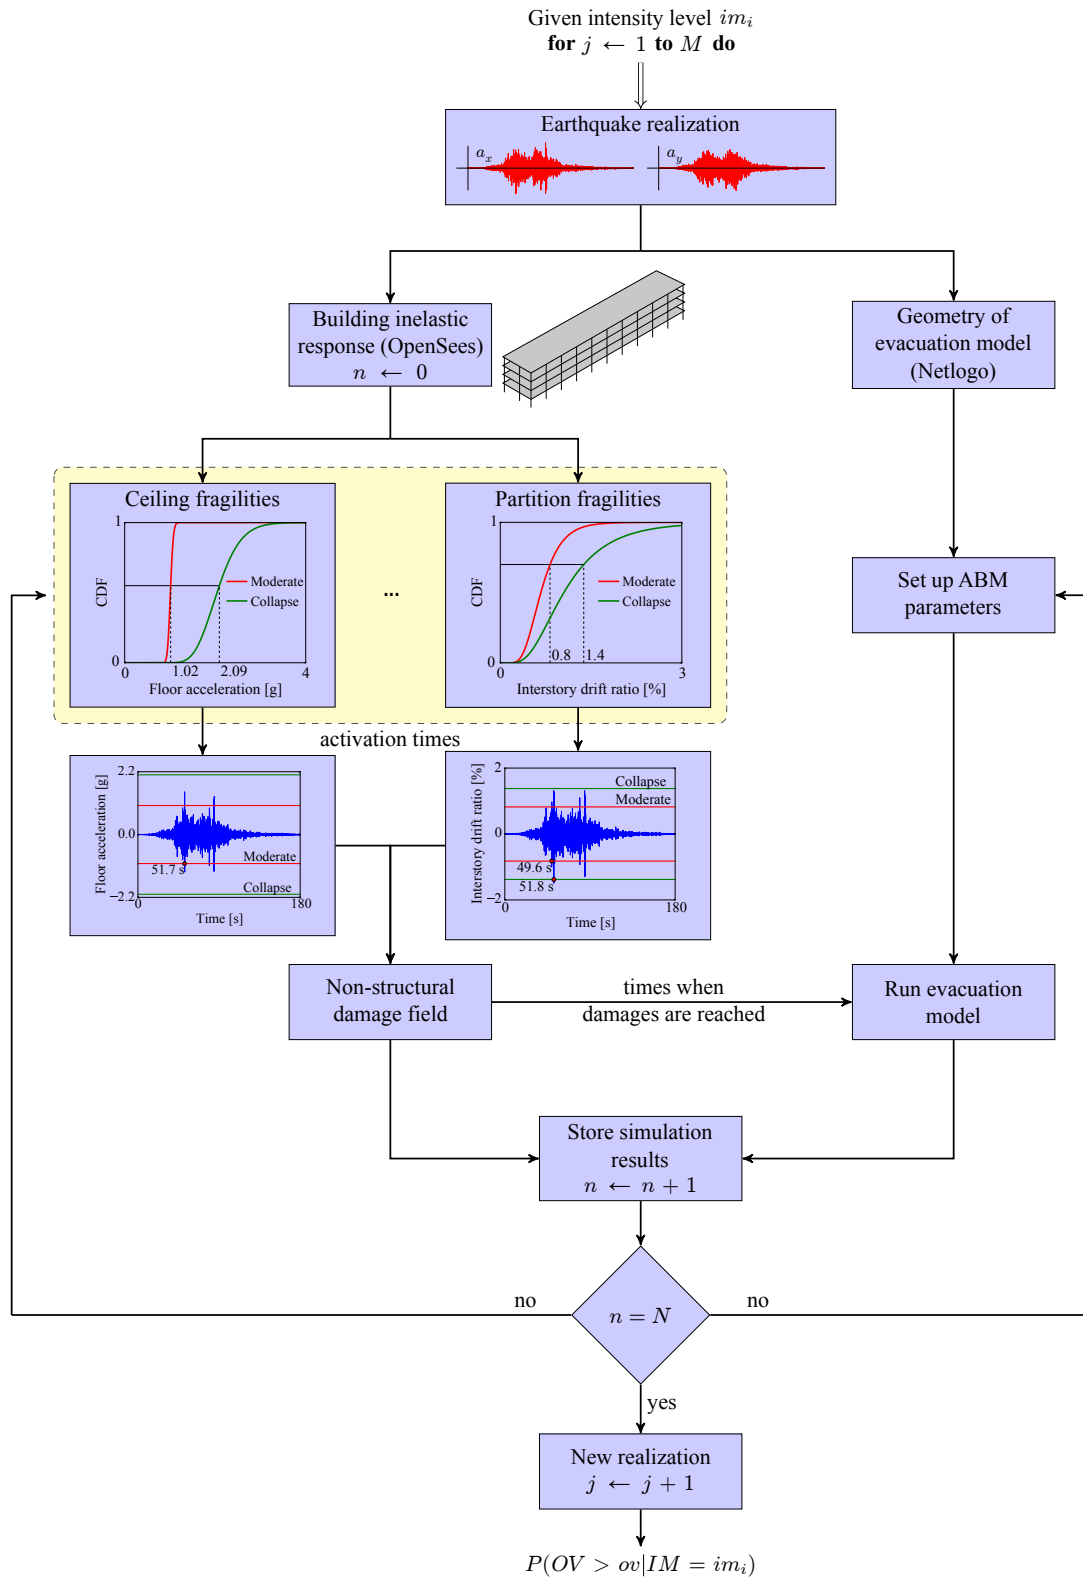 Given intensity level im_i
for j ← 1 to M do
Earthquake realization
a_x
a_y
Building inelastic
response (OpenSees)
n ← 0
Geometry of
evacuation model
(Netlogo)
Ceiling fragilities
1
CDF
Moderate
Collapse
0
1.02
2.09
0
4
Floor acceleration [g]
...
Partition fragilities
1
CDF
Moderate
Collapse
0
0.8
1.4
0
3
Interstory drift ratio [%]
Set up ABM
parameters
activation times
Floor acceleration [g]
2.2
0.0
−2.2
Moderate
51.7 s
Collapse
0
180
Time [s]
Interstory drift ratio [%]
2
0
−2
Collapse
Moderate
49.6 s
51.8 s
0
180
Time [s]
Non-structural
damage field
times when
damages are reached
Run evacuation
model
Store simulation
results
n ← n + 1
no
n = N
no
yes
New realization
j ← j + 1
P(OV > ov|IM = im_i)